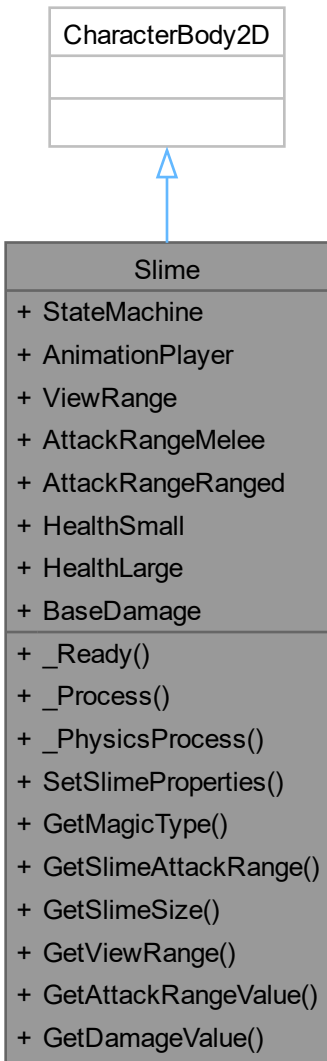 CharacterBody2D
Slime
+ StateMachine
+ AnimationPlayer
+ ViewRange
+ AttackRangeMelee
+ AttackRangeRanged
+ HealthSmall
+ HealthLarge
+ BaseDamage
+ _Ready()
+ _Process()
+ _PhysicsProcess()
+ SetSlimeProperties()
+ GetMagicType()
+ GetSlimeAttackRange()
+ GetSlimeSize()
+ GetViewRange()
+ GetAttackRangeValue()
+ GetDamageValue()